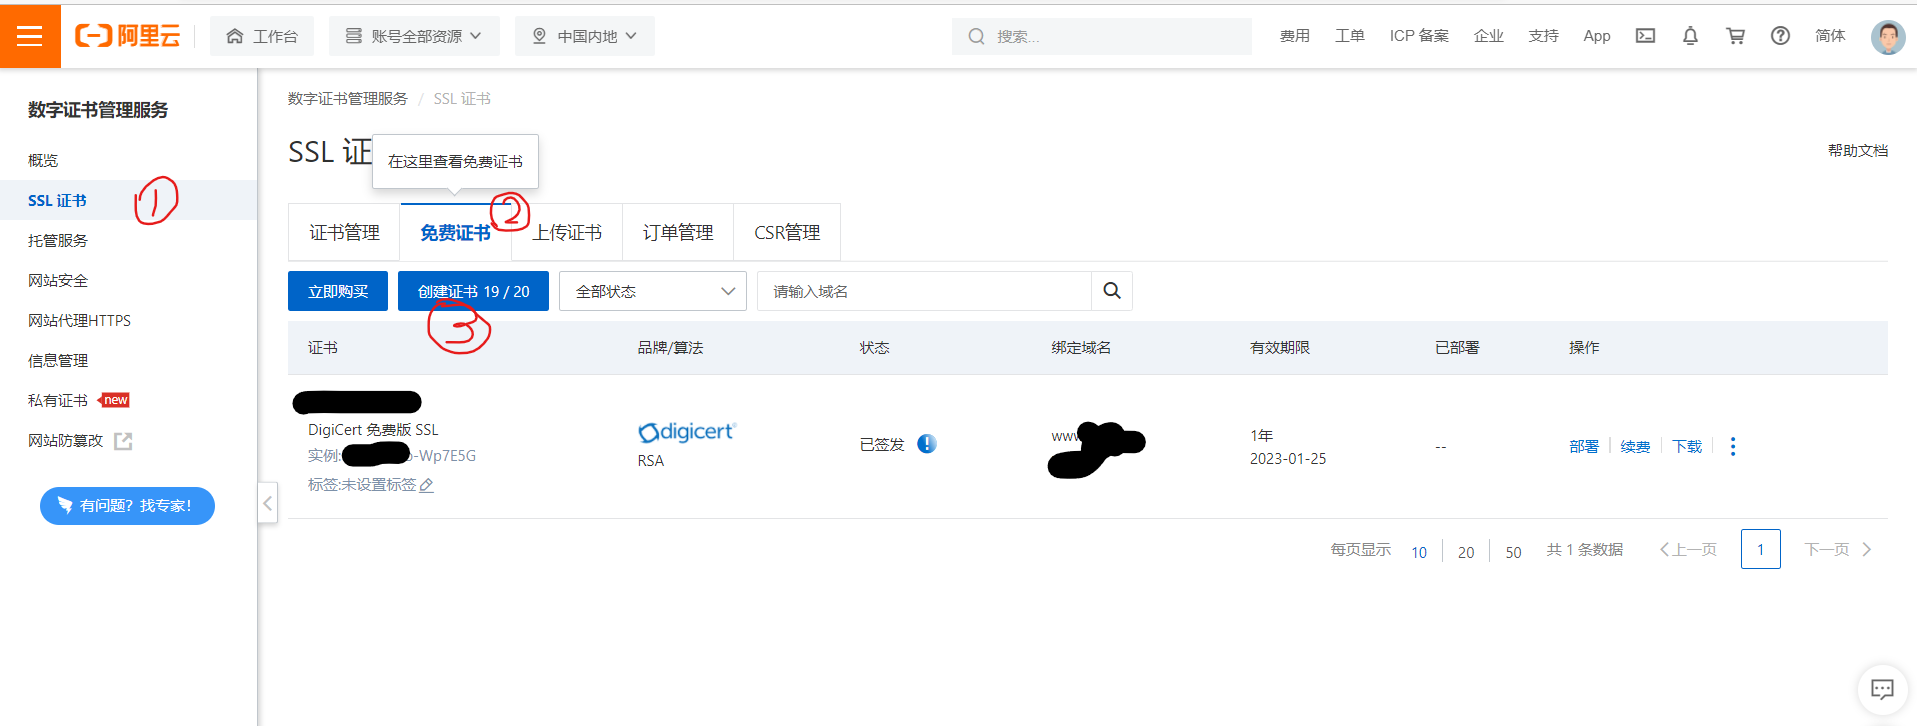 阿里云 工作台 账号全部资源 中国内地 搜索... 费用 工单 ICP 备案 企业 支持 App 简体
数字证书管理服务
概览
SSL 证书
①
托管服务
网站安全
网站代理HTTPS
信息管理
私有证书 new
网站防篡改
有问题? 找专家!
数字证书管理服务 / SSL 证书
SSL 证
在这里查看免费证书
帮助文档
②
证书管理 免费证书 上传证书 订单管理 CSR管理
立即购买 创建证书 19 / 20 全部状态 请输入域名
③
证书 品牌/算法 状态 绑定域名 有效期限 已部署 操作
DigiCert 免费版 SSL
实例: -Wp7E5G
标签:未设置标签
digicert
RSA
已签发
www
1年
2023-01-25
--
部署 续费 下载
每页显示 10 20 50 共 1 条数据 上一页 1 下一页